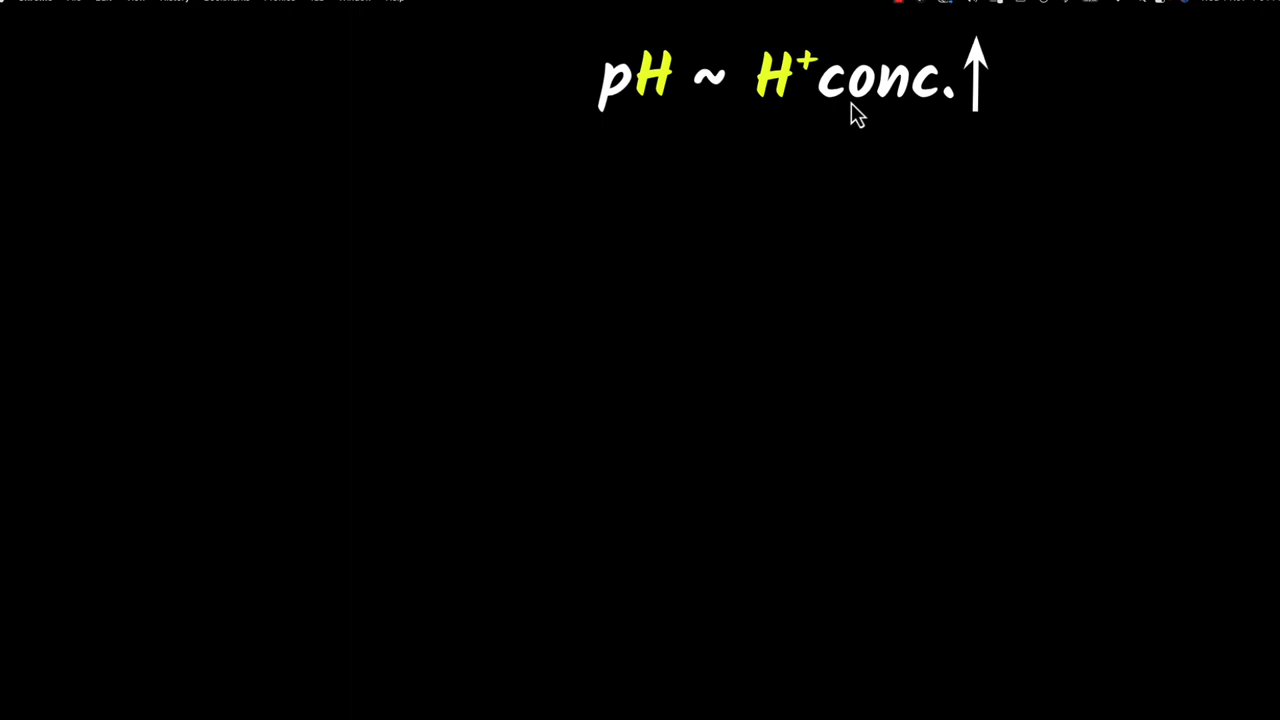 pH ~ H⁺ conc. ↑